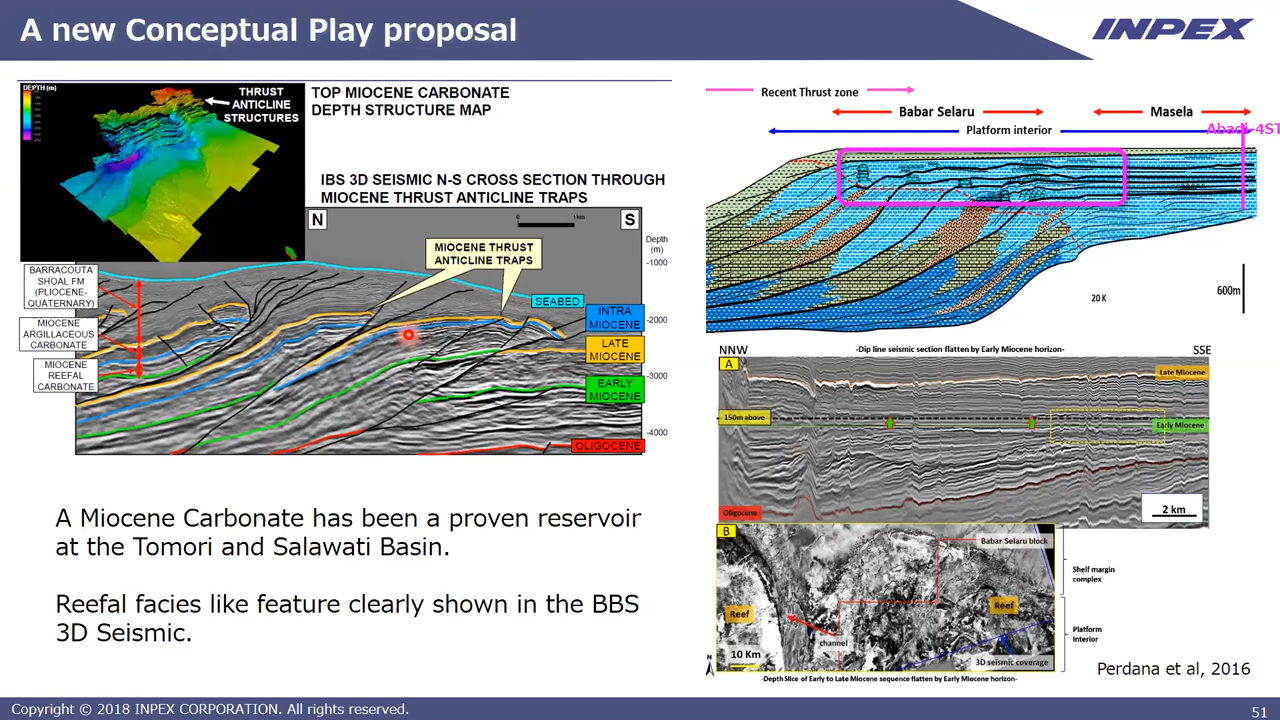 A new Conceptual Play proposal
INPEX
DEPTH (m)
THRUST
ANTICLINE
STRUCTURES
TOP MIOCENE CARBONATE
DEPTH STRUCTURE MAP
IBS 3D SEISMIC N-S CROSS SECTION THROUGH
MIOCENE THRUST ANTICLINE TRAPS
N
S
0
1km
Depth
(m)
-1000
-2000
-3000
-4000
MIOCENE THRUST
ANTICLINE TRAPS
BARRACOUTA
SHOAL FM
(PLIOCENE-
QUATERNARY)
MIOCENE
ARGILLACEOUS
CARBONATE
MIOCENE
REEFAL
CARBONATE
SEABED
INTRA
MIOCENE
LATE
MIOCENE
EARLY
MIOCENE
OLIGOCENE
A Miocene Carbonate has been a proven reservoir
at the Tomori and Salawati Basin.
Reefal facies like feature clearly shown in the BBS
3D Seismic.
Recent Thrust zone
Babar Selaru
Masela
Platform interior
Abadi-4ST
20 K
600m
NNW
-Dip line seismic section flatten by Early Miocene horizon-
SSE
A
Late Miocene
150m above
Early Miocene
Oligocene
2 km
B
Babar Selaru block
Reef
Reef
channel
10 Km
3D seismic coverage
N
Shelf margin
complex
Platform
interior
-Depth Slice of Early to Late Miocene sequence flatten by Early Miocene horizon-
Perdana et al, 2016
Copyright © 2018 INPEX CORPORATION. All rights reserved.
51